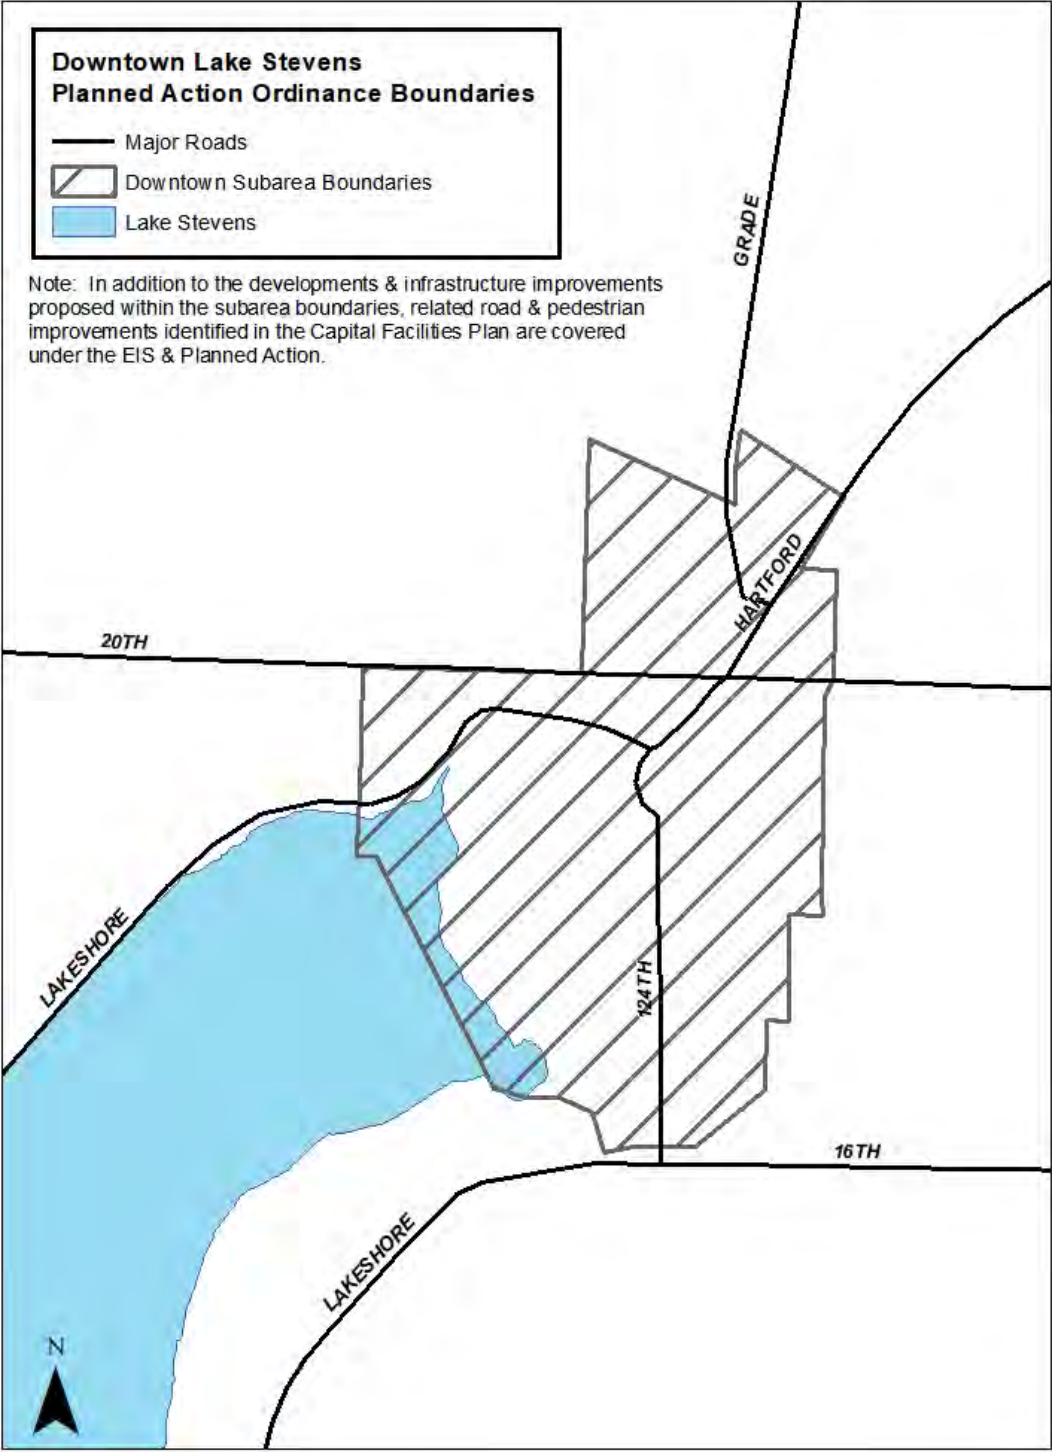 Downtown Lake Stevens
Planned Action Ordinance Boundaries
Major Roads
Downtown Subarea Boundaries
Lake Stevens
Note: In addition to the developments & infrastructure improvements
proposed within the subarea boundaries, related road & pedestrian
improvements identified in the Capital Facilities Plan are covered
under the EIS & Planned Action.
GRADE
HARTFORD
20TH
LAKESHORE
124TH
16TH
LAKESHORE
N